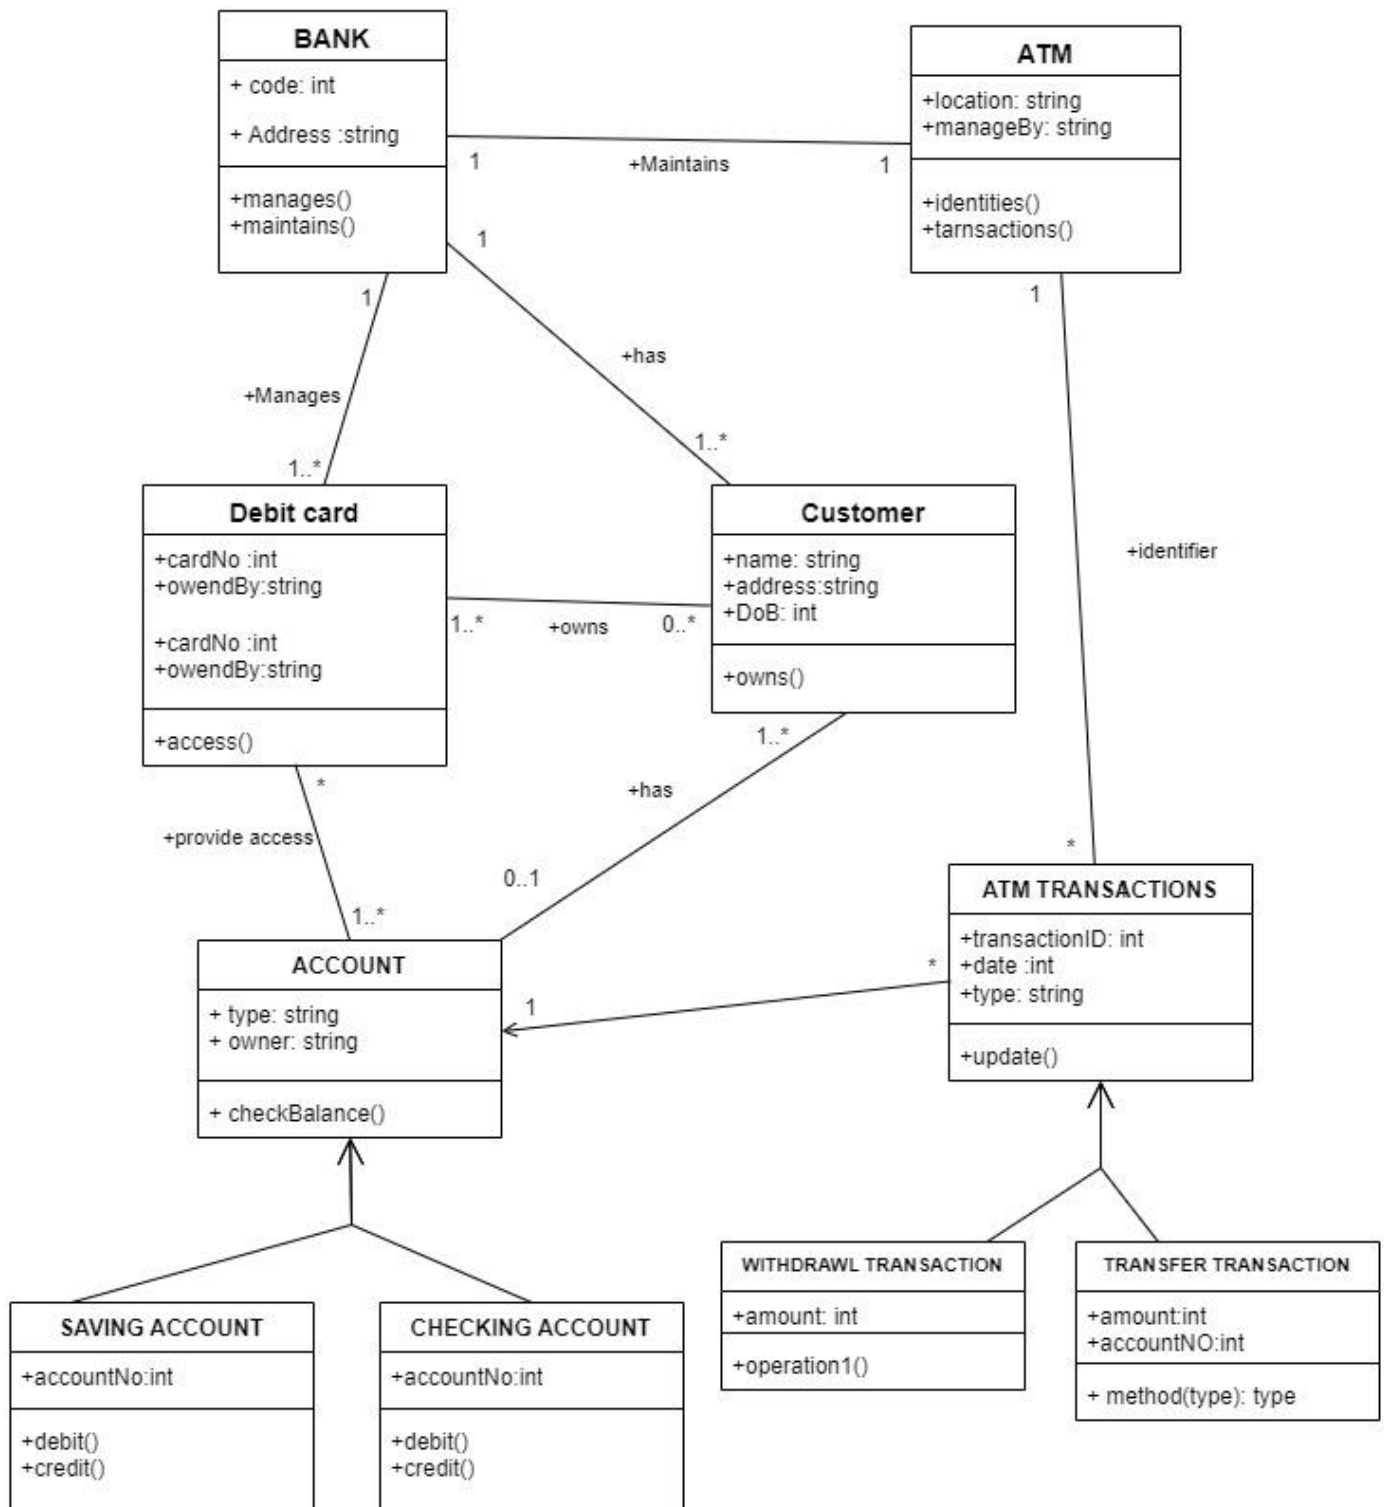 BANK
+ code: int
+ Address :string
+manages()
+maintains()
ATM
+location: string
+manageBy: string
+identities()
+tarnsactions()
1
+Maintains
1
1
1
+has
1..*
+Manages
1..*
1
+identifier
*
Debit card
+cardNo :int
+owendBy:string
+cardNo :int
+owendBy:string
+access()
Customer
+name: string
+address:string
+DoB: int
+owns()
1..*
+owns
0..*
*
+provide access
1..*
1..*
+has
0..1
ACCOUNT
+ type: string
+ owner: string
+ checkBalance()
1
*
ATM TRANSACTIONS
+transactionID: int
+date :int
+type: string
+update()
SAVING ACCOUNT
+accountNo:int
+debit()
+credit()
CHECKING ACCOUNT
+accountNo:int
+debit()
+credit()
WITHDRAWL TRANSACTION
+amount: int
+operation1()
TRANSFER TRANSACTION
+amount:int
+accountNO:int
+ method(type): type